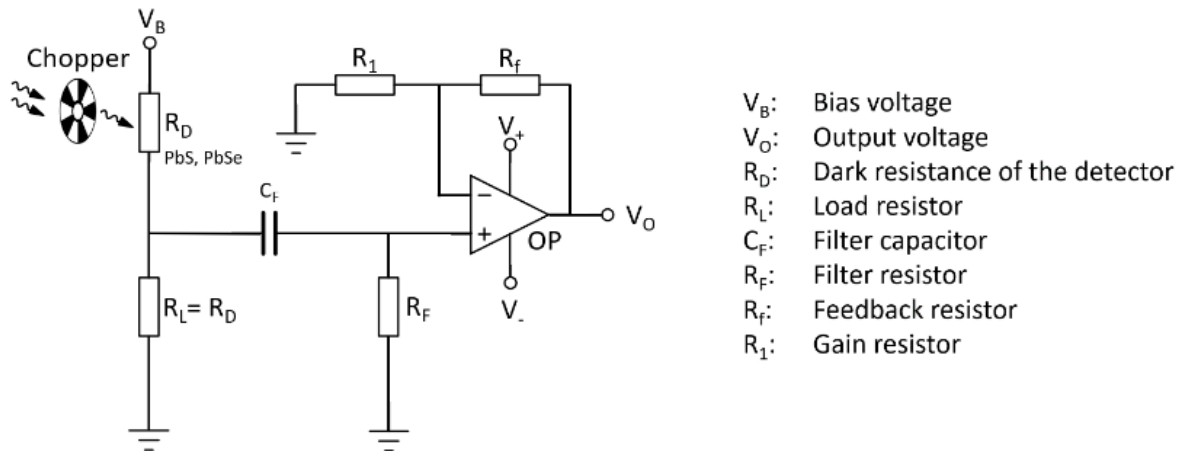 V_B
Chopper
R_D
PbS, PbSe
R_L= R_D
C_F
R_F
R_1
R_f
V_+
−
+
OP
V_-
V_O
V_B: Bias voltage
V_O: Output voltage
R_D: Dark resistance of the detector
R_L: Load resistor
C_F: Filter capacitor
R_F: Filter resistor
R_f: Feedback resistor
R_1: Gain resistor